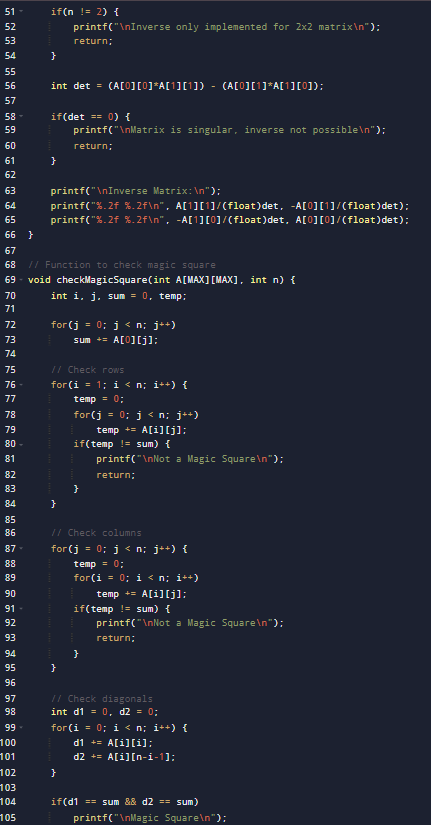 51 if(n != 2) {
52 printf("\nInverse only implemented for 2x2 matrix\n");
53 return;
54 }
55
56 int det = (A[0][0]*A[1][1]) - (A[0][1]*A[1][0]);
57
58 if(det == 0) {
59 printf("\nMatrix is singular, inverse not possible\n");
60 return;
61 }
62
63 printf("\nInverse Matrix:\n");
64 printf("%.2f %.2f\n", A[1][1]/(float)det, -A[0][1]/(float)det);
65 printf("%.2f %.2f\n", -A[1][0]/(float)det, A[0][0]/(float)det);
66 }
67
68 // Function to check magic square
69 void checkMagicSquare(int A[MAX][MAX], int n) {
70 int i, j, sum = 0, temp;
71
72 for(j = 0; j < n; j++)
73 sum += A[0][j];
74
75 // Check rows
76 for(i = 1; i < n; i++) {
77 temp = 0;
78 for(j = 0; j < n; j++)
79 temp += A[i][j];
80 if(temp != sum) {
81 printf("\nNot a Magic Square\n");
82 return;
83 }
84 }
85
86 // Check columns
87 for(j = 0; j < n; j++) {
88 temp = 0;
89 for(i = 0; i < n; i++)
90 temp += A[i][j];
91 if(temp != sum) {
92 printf("\nNot a Magic Square\n");
93 return;
94 }
95 }
96
97 // Check diagonals
98 int d1 = 0, d2 = 0;
99 for(i = 0; i < n; i++) {
100 d1 += A[i][i];
101 d2 += A[i][n-i-1];
102 }
103
104 if(d1 == sum && d2 == sum)
105 printf("\nMagic Square\n");